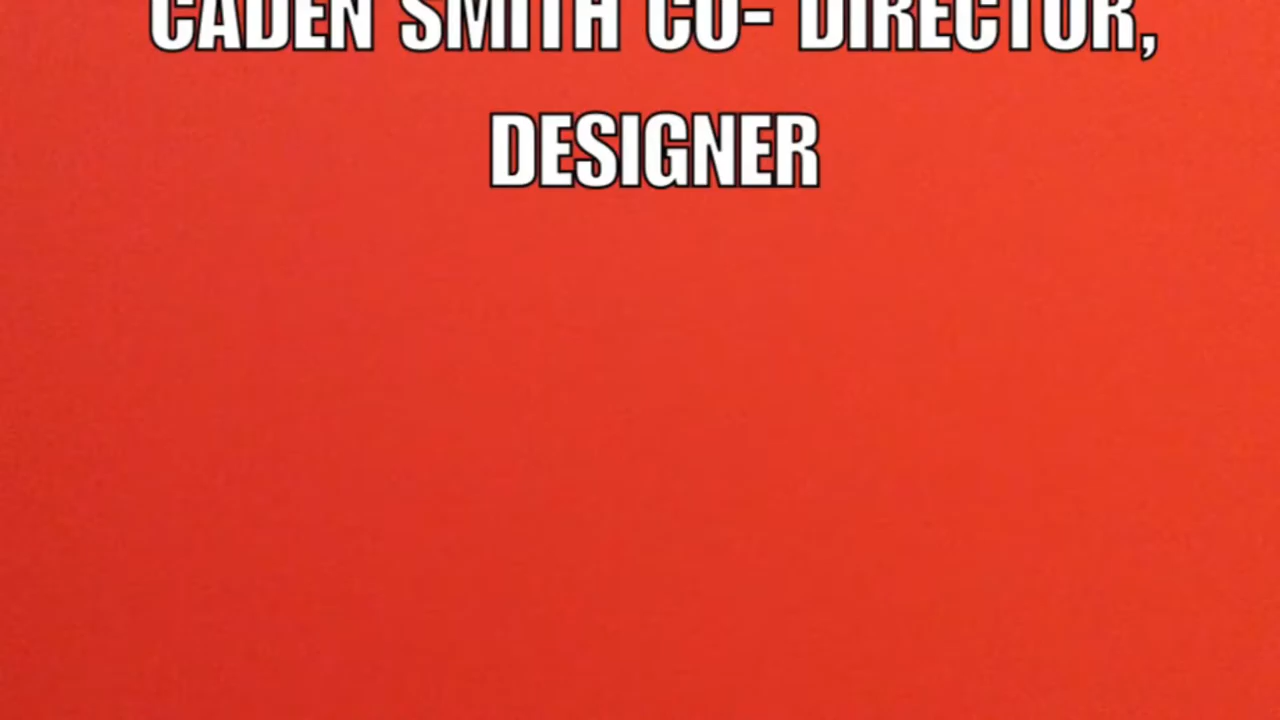 CADEN SMITH CO- DIRECTOR,
DESIGNER